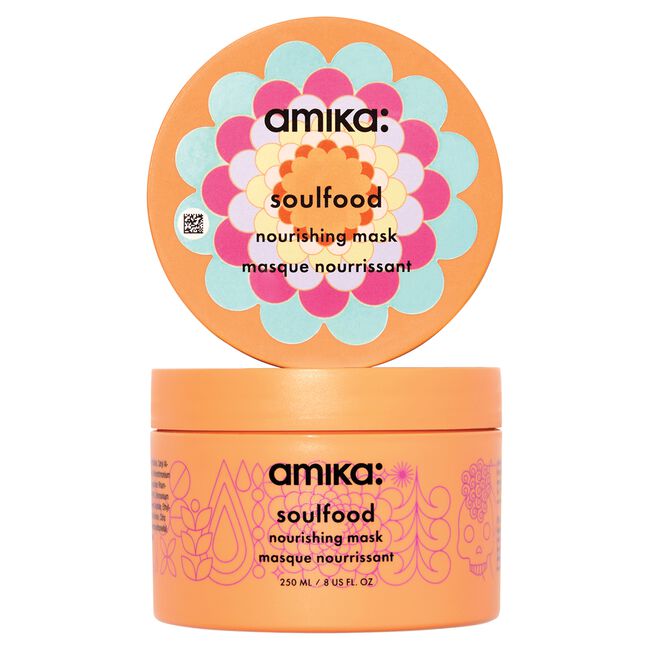 amika:
soulfood
nourishing mask
masque nourrissant
amika:
soulfood
nourishing mask
masque nourrissant
250 ML / 8 US FL. OZ